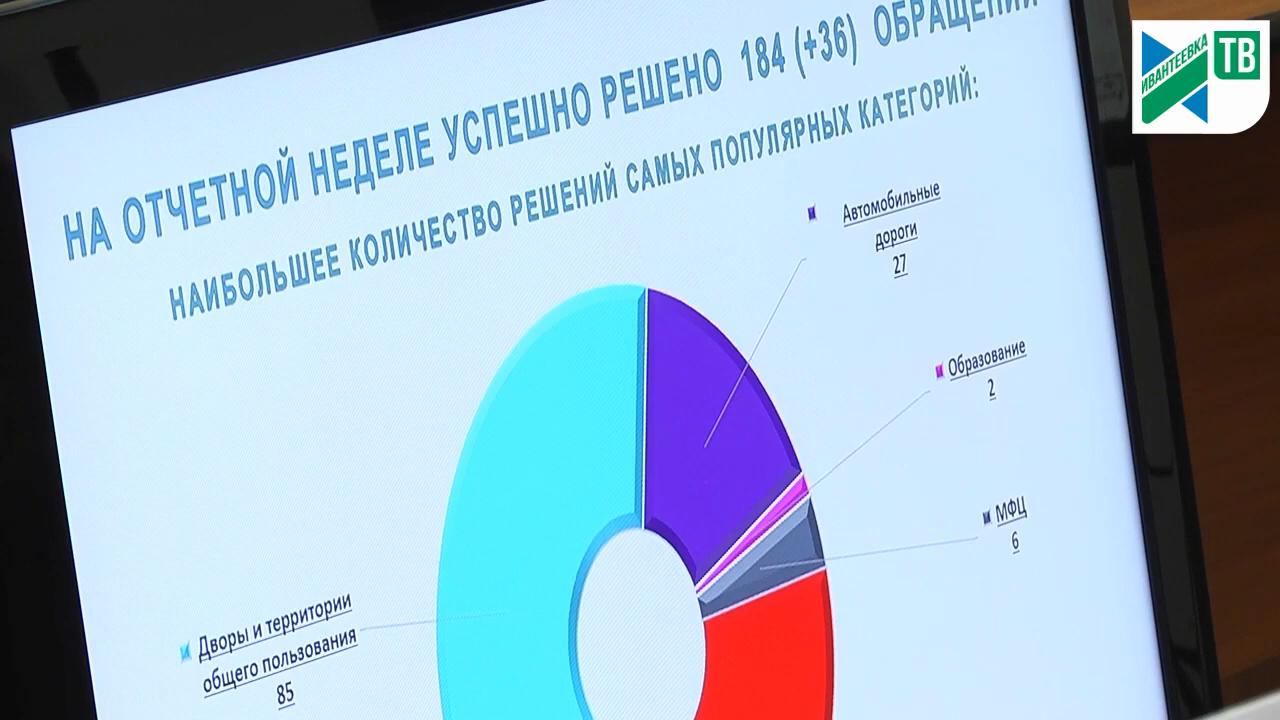 НА ОТЧЕТНОЙ НЕДЕЛЕ УСПЕШНО РЕШЕНО 184 (+36) ОБРАЩЕНИЙ
НАИБОЛЬШЕЕ КОЛИЧЕСТВО РЕШЕНИЙ САМЫХ ПОПУЛЯРНЫХ КАТЕГОРИЙ:
ИВАНТЕЕВКА
ТВ
Автомобильные
дороги
27
Образование
2
МФЦ
6
Дворы и территории
общего пользования
85